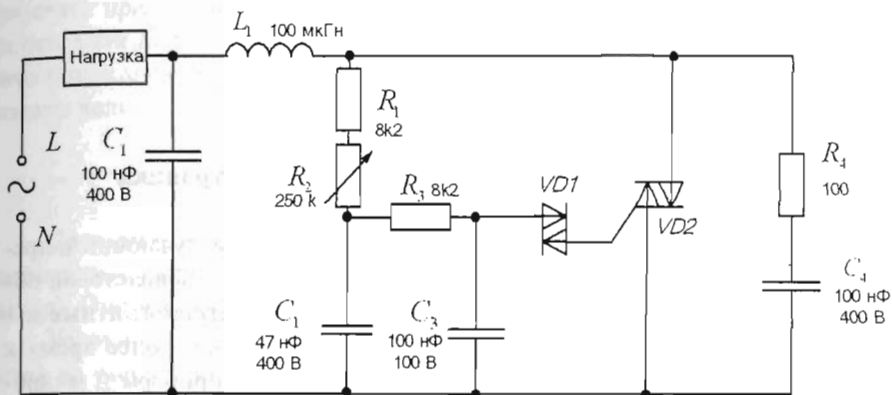 L₁ 100 мкГн
Нагрузка
L
C₁
100 нФ
400 В
N
R₁
8k2
R₂
250 k
R₃ 8k2
VD1
VD2
R₄
100
C₁
47 нФ
400 В
C₃
100 нФ
100 В
C₄
100 нФ
400 В